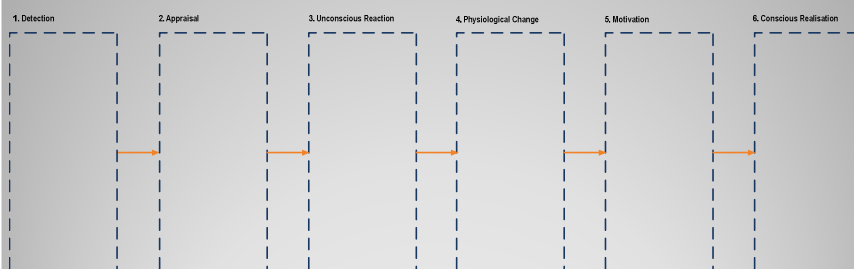 1. Detection
2. Appraisal
3. Unconscious Reaction
4. Physiological Change
5. Motivation
6. Conscious Realisation